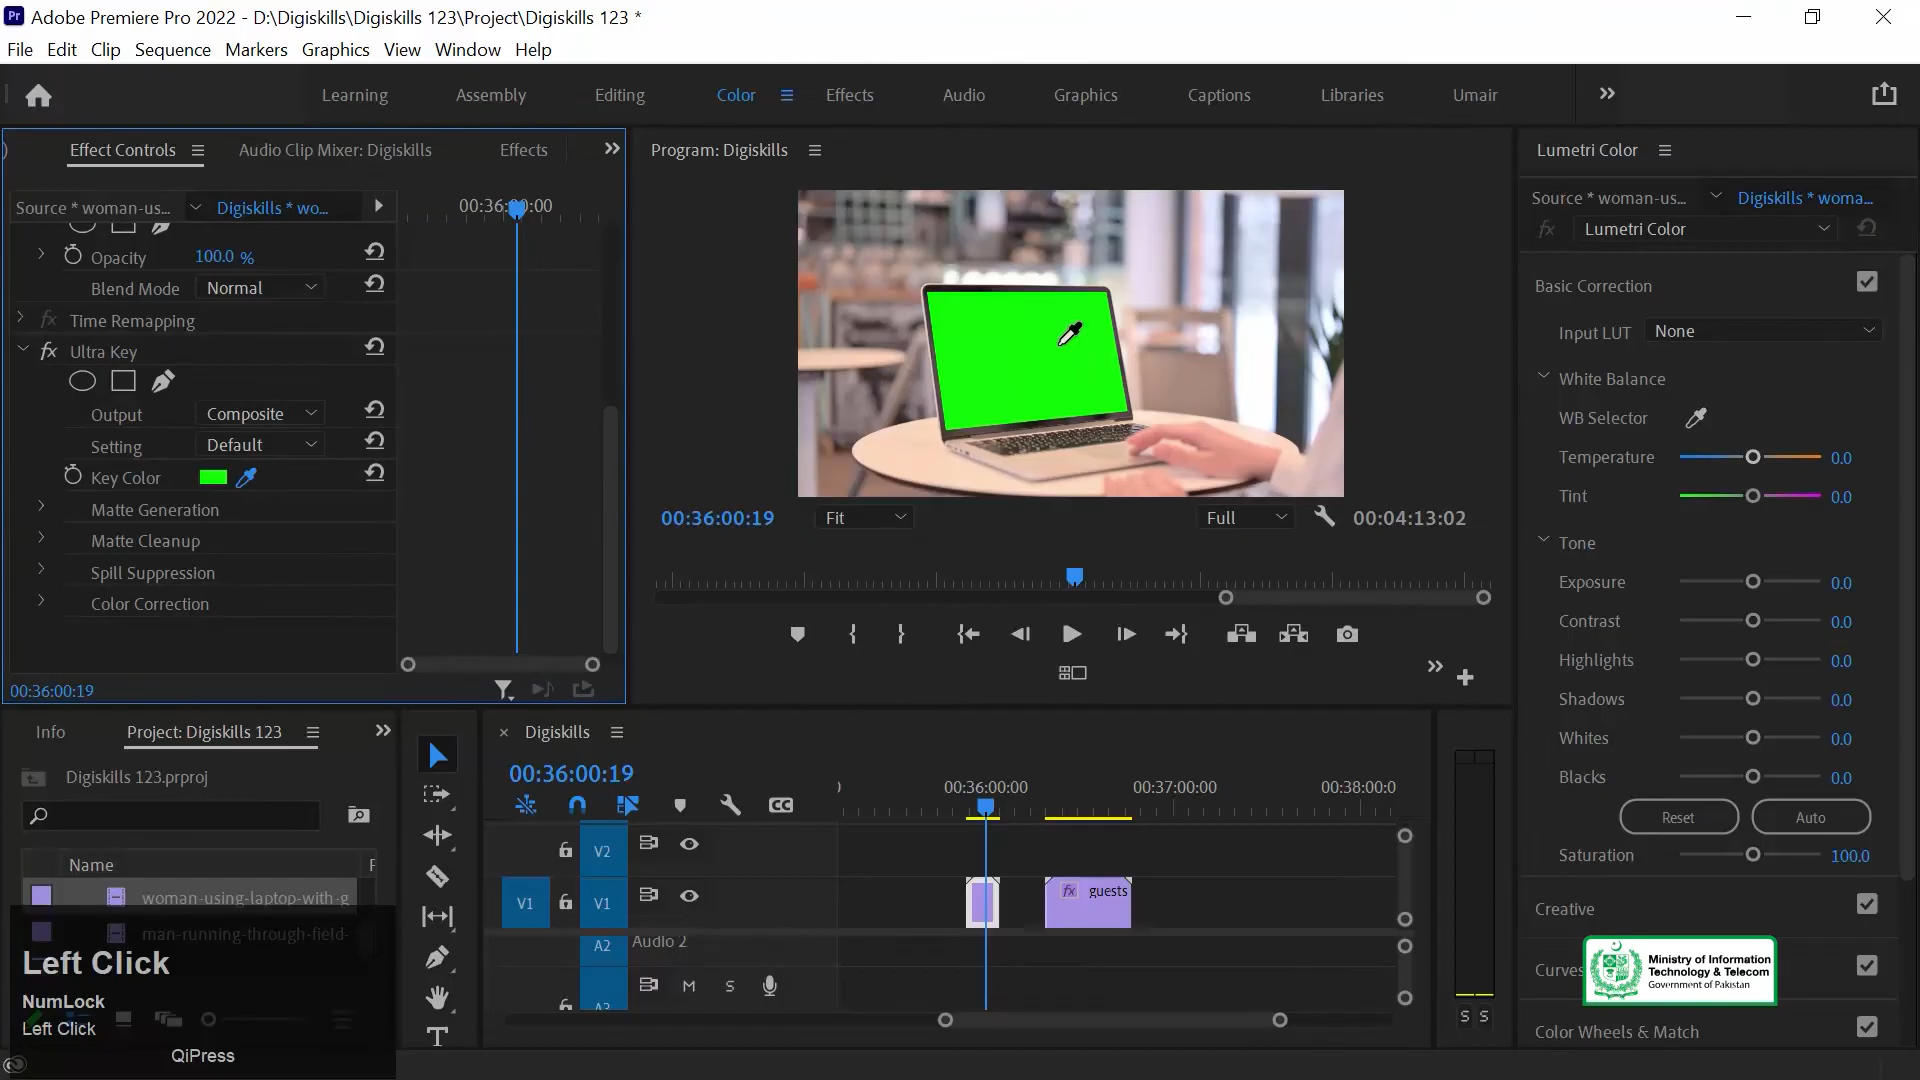 Adobe Premiere Pro 2022 - D:\Digiskills\Digiskills 123\Project\Digiskills 123 *
File Edit Clip Sequence Markers Graphics View Window Help
Learning Assembly Editing Color Effects Audio Graphics Captions Libraries Umair
Effect Controls Audio Clip Mixer: Digiskills Effects
Source * woman-us... Digiskills * wo... 00:36:00:00
Opacity 100.0 %
Blend Mode Normal
fx Time Remapping
fx Ultra Key
Output Composite
Setting Default
Key Color
Matte Generation
Matte Cleanup
Spill Suppression
Color Correction
00:36:00:19
Program: Digiskills
00:36:00:19 Fit Full 00:04:13:02
Lumetri Color
Source * woman-us... Digiskills * woma...
fx Lumetri Color
Basic Correction
Input LUT None
White Balance
WB Selector
Temperature 0.0
Tint 0.0
Tone
Exposure 0.0
Contrast 0.0
Highlights 0.0
Shadows 0.0
Whites 0.0
Blacks 0.0
Reset Auto
Saturation 100.0
Creative
Curves
Color Wheels & Match
Ministry of Information
Technology & Telecom
Government of Pakistan
Info Project: Digiskills 123
Digiskills 123.prproj
Name
woman-using-laptop-with-g
man-running-through-field-
Left Click
NumLock
Left Click
QiPress
Digiskills
00:36:00:19
00:36:00:00 00:37:00:00 00:38:00:0
V2
V1 V1 fx guests
A2 Audio 2
M S
A3
S S